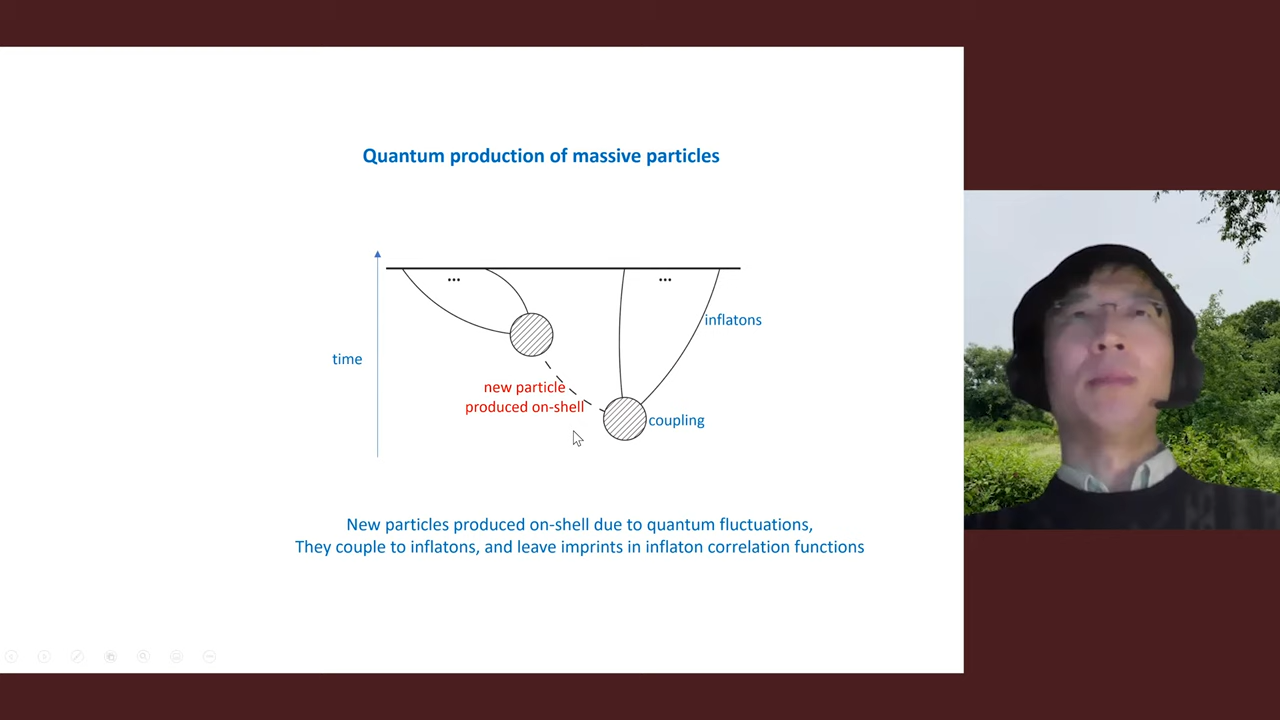 Quantum production of massive particles
...
...
inflatons
time
new particle
produced on-shell
coupling
New particles produced on-shell due to quantum fluctuations,
They couple to inflatons, and leave imprints in inflaton correlation functions